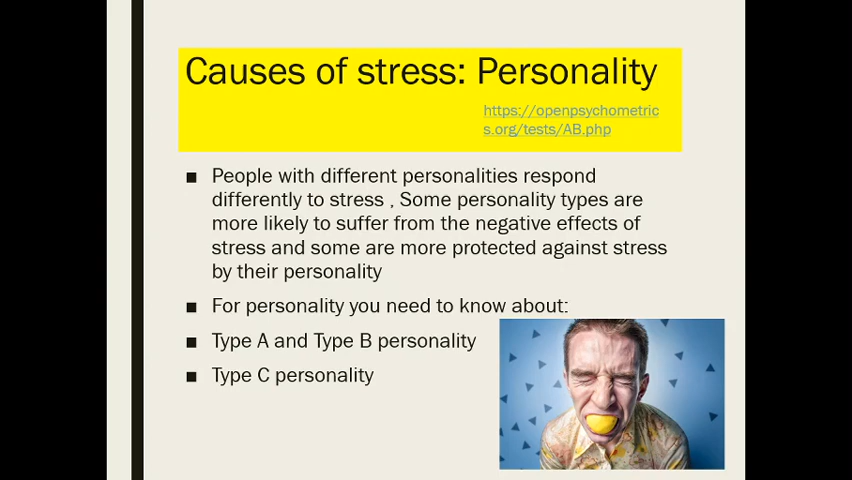 Causes of stress: Personality
https://openpsychometric
s.org/tests/AB.php
■ People with different personalities respond
differently to stress , Some personality types are
more likely to suffer from the negative effects of
stress and some are more protected against stress
by their personality
■ For personality you need to know about:
■ Type A and Type B personality
■ Type C personality